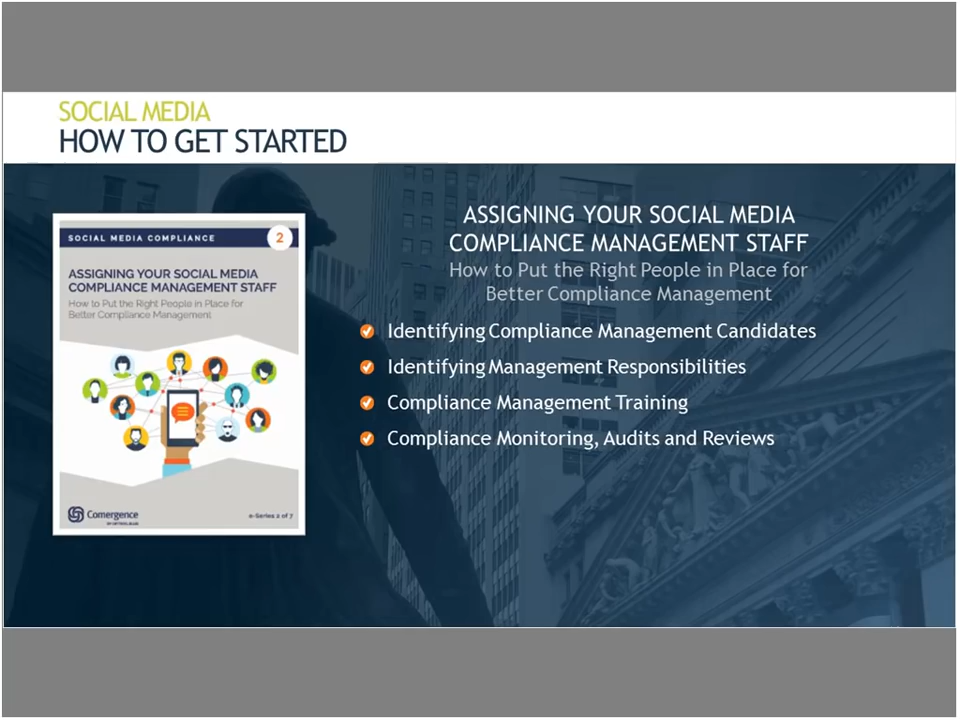 SOCIAL MEDIA
HOW TO GET STARTED
SOCIAL MEDIA COMPLIANCE
2
ASSIGNING YOUR SOCIAL MEDIA
COMPLIANCE MANAGEMENT STAFF
How to Put the Right People in Place for
Better Compliance Management
Comergence
e-Series 2 of 7
ASSIGNING YOUR SOCIAL MEDIA
COMPLIANCE MANAGEMENT STAFF
How to Put the Right People in Place for
Better Compliance Management
Identifying Compliance Management Candidates
Identifying Management Responsibilities
Compliance Management Training
Compliance Monitoring, Audits and Reviews